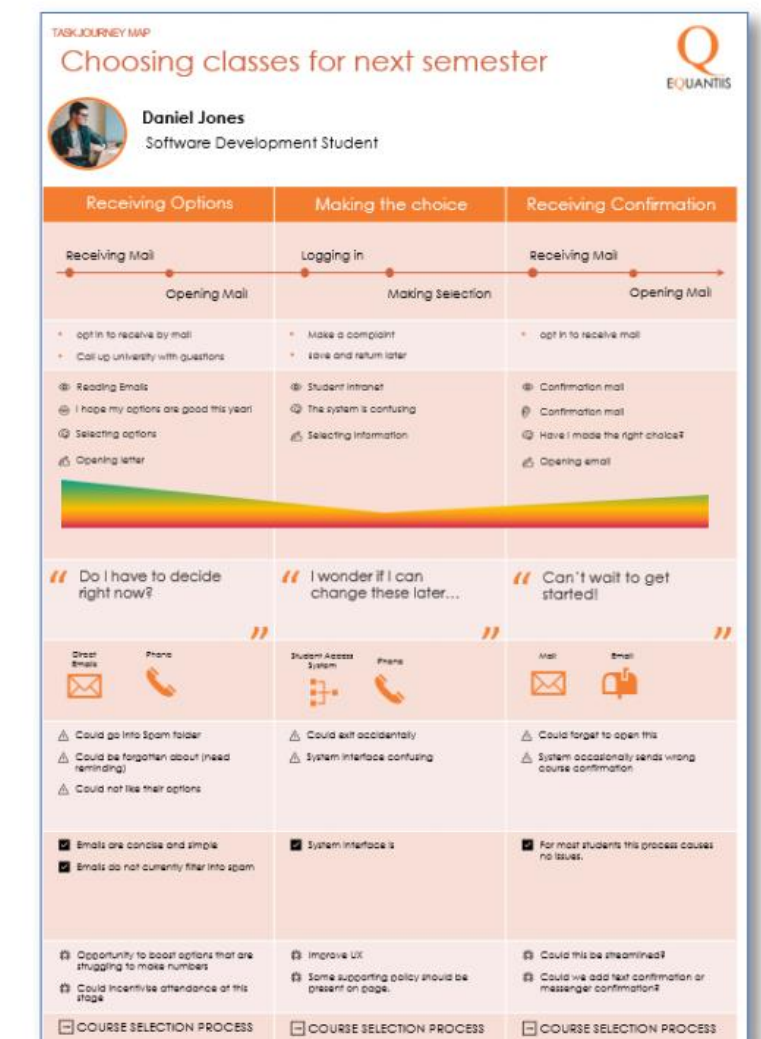 TASK JOURNEY MAP
Choosing classes for next semester
EQUANTIIS
Daniel Jones
Software Development Student
Receiving Options
Making the choice
Receiving Confirmation
Receiving Mail
Opening Mail
Logging in
Making Selection
Receiving Mail
Opening Mail
opt in to receive by mail
Call up university with questions
Make a complaint
save and return later
opt in to receive mail
Reading Emails
I hope my options are good this year!
Selecting options
Opening letter
Student intranet
The system is confusing
Selecting information
Confirmation mail
Confirmation mail
Have I made the right choice?
Opening email
“ Do I have to decide
right now? ”
“ I wonder if I can
change these later... ”
“ Can't wait to get
started! ”
Direct
Emails
Phone
Student Access
System
Phone
Mail
Email
Could go into Spam folder
Could be forgotten about (need
reminding)
Could not like their options
Could exit accidentally
System interface confusing
Could forget to open this
System occasionally sends wrong
course confirmation
Emails are concise and simple
Emails do not currently filter into spam
System interface is
For most students this process causes
no issues.
Opportunity to boost options that are
struggling to make numbers
Could incentivise attendance at this
stage
Improve UX
Some supporting policy should be
present on page.
Could this be streamlined?
Could we add text confirmation or
messenger confirmation?
COURSE SELECTION PROCESS
COURSE SELECTION PROCESS
COURSE SELECTION PROCESS